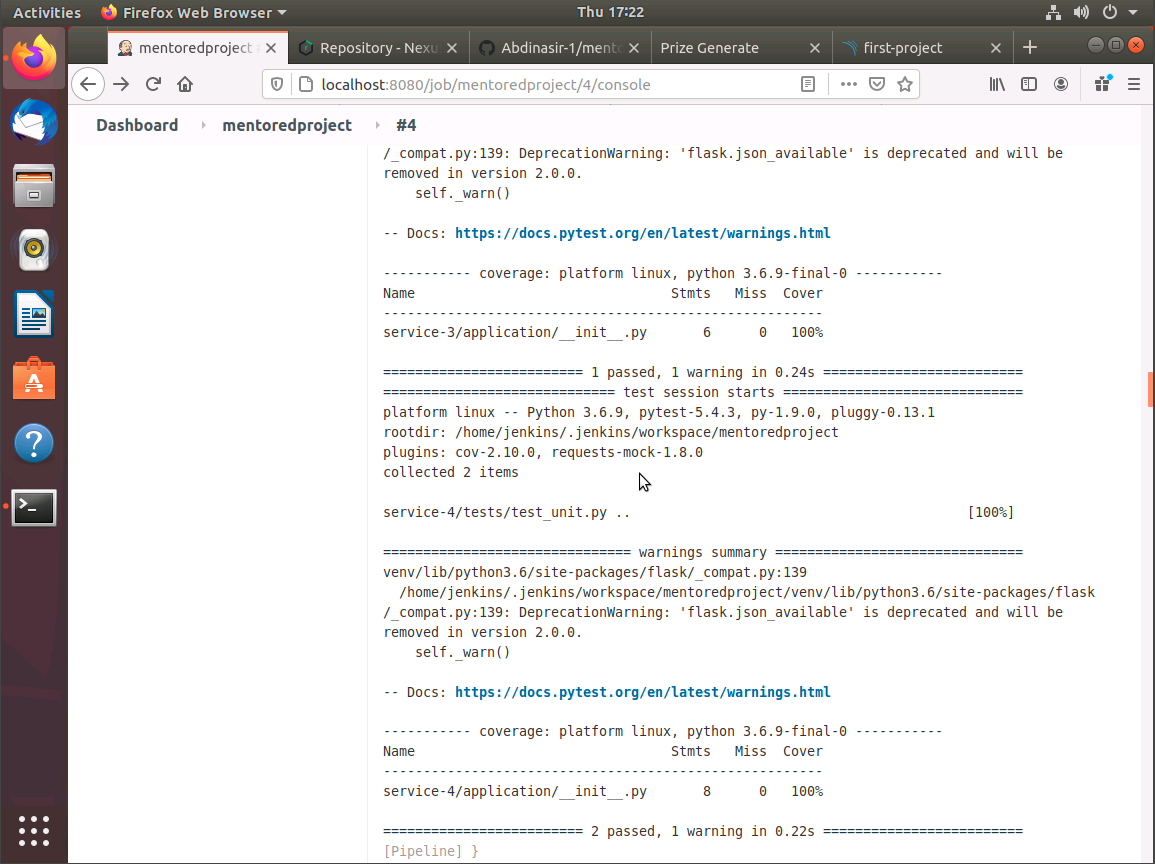 Activities Firefox Web Browser Thu 17:22
mentoredproject Repository - Nexu Abdinasir-1/mento Prize Generate first-project
localhost:8080/job/mentoredproject/4/console
Dashboard mentoredproject #4
/_compat.py:139: DeprecationWarning: 'flask.json_available' is deprecated and will be
removed in version 2.0.0.
self._warn()
-- Docs: https://docs.pytest.org/en/latest/warnings.html
----------- coverage: platform linux, python 3.6.9-final-0 -----------
Name Stmts Miss Cover
-------------------------------------------------------
service-3/application/__init__.py 6 0 100%
========================= 1 passed, 1 warning in 0.24s =========================
============================= test session starts ==============================
platform linux -- Python 3.6.9, pytest-5.4.3, py-1.9.0, pluggy-0.13.1
rootdir: /home/jenkins/.jenkins/workspace/mentoredproject
plugins: cov-2.10.0, requests-mock-1.8.0
collected 2 items
service-4/tests/test_unit.py .. [100%]
=============================== warnings summary ===============================
venv/lib/python3.6/site-packages/flask/_compat.py:139
/home/jenkins/.jenkins/workspace/mentoredproject/venv/lib/python3.6/site-packages/flask
/_compat.py:139: DeprecationWarning: 'flask.json_available' is deprecated and will be
removed in version 2.0.0.
self._warn()
-- Docs: https://docs.pytest.org/en/latest/warnings.html
----------- coverage: platform linux, python 3.6.9-final-0 -----------
Name Stmts Miss Cover
-------------------------------------------------------
service-4/application/__init__.py 8 0 100%
========================= 2 passed, 1 warning in 0.22s =========================
[Pipeline] }